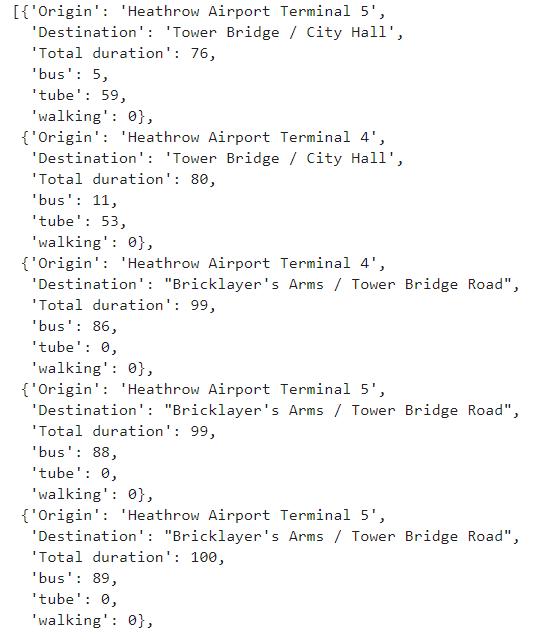 [{'Origin': 'Heathrow Airport Terminal 5',
'Destination': 'Tower Bridge / City Hall',
'Total duration': 76,
'bus': 5,
'tube': 59,
'walking': 0},
{'Origin': 'Heathrow Airport Terminal 4',
'Destination': 'Tower Bridge / City Hall',
'Total duration': 80,
'bus': 11,
'tube': 53,
'walking': 0},
{'Origin': 'Heathrow Airport Terminal 4',
'Destination': "Bricklayer's Arms / Tower Bridge Road",
'Total duration': 99,
'bus': 86,
'tube': 0,
'walking': 0},
{'Origin': 'Heathrow Airport Terminal 5',
'Destination': "Bricklayer's Arms / Tower Bridge Road",
'Total duration': 99,
'bus': 88,
'tube': 0,
'walking': 0},
{'Origin': 'Heathrow Airport Terminal 5',
'Destination': "Bricklayer's Arms / Tower Bridge Road",
'Total duration': 100,
'bus': 89,
'tube': 0,
'walking': 0},